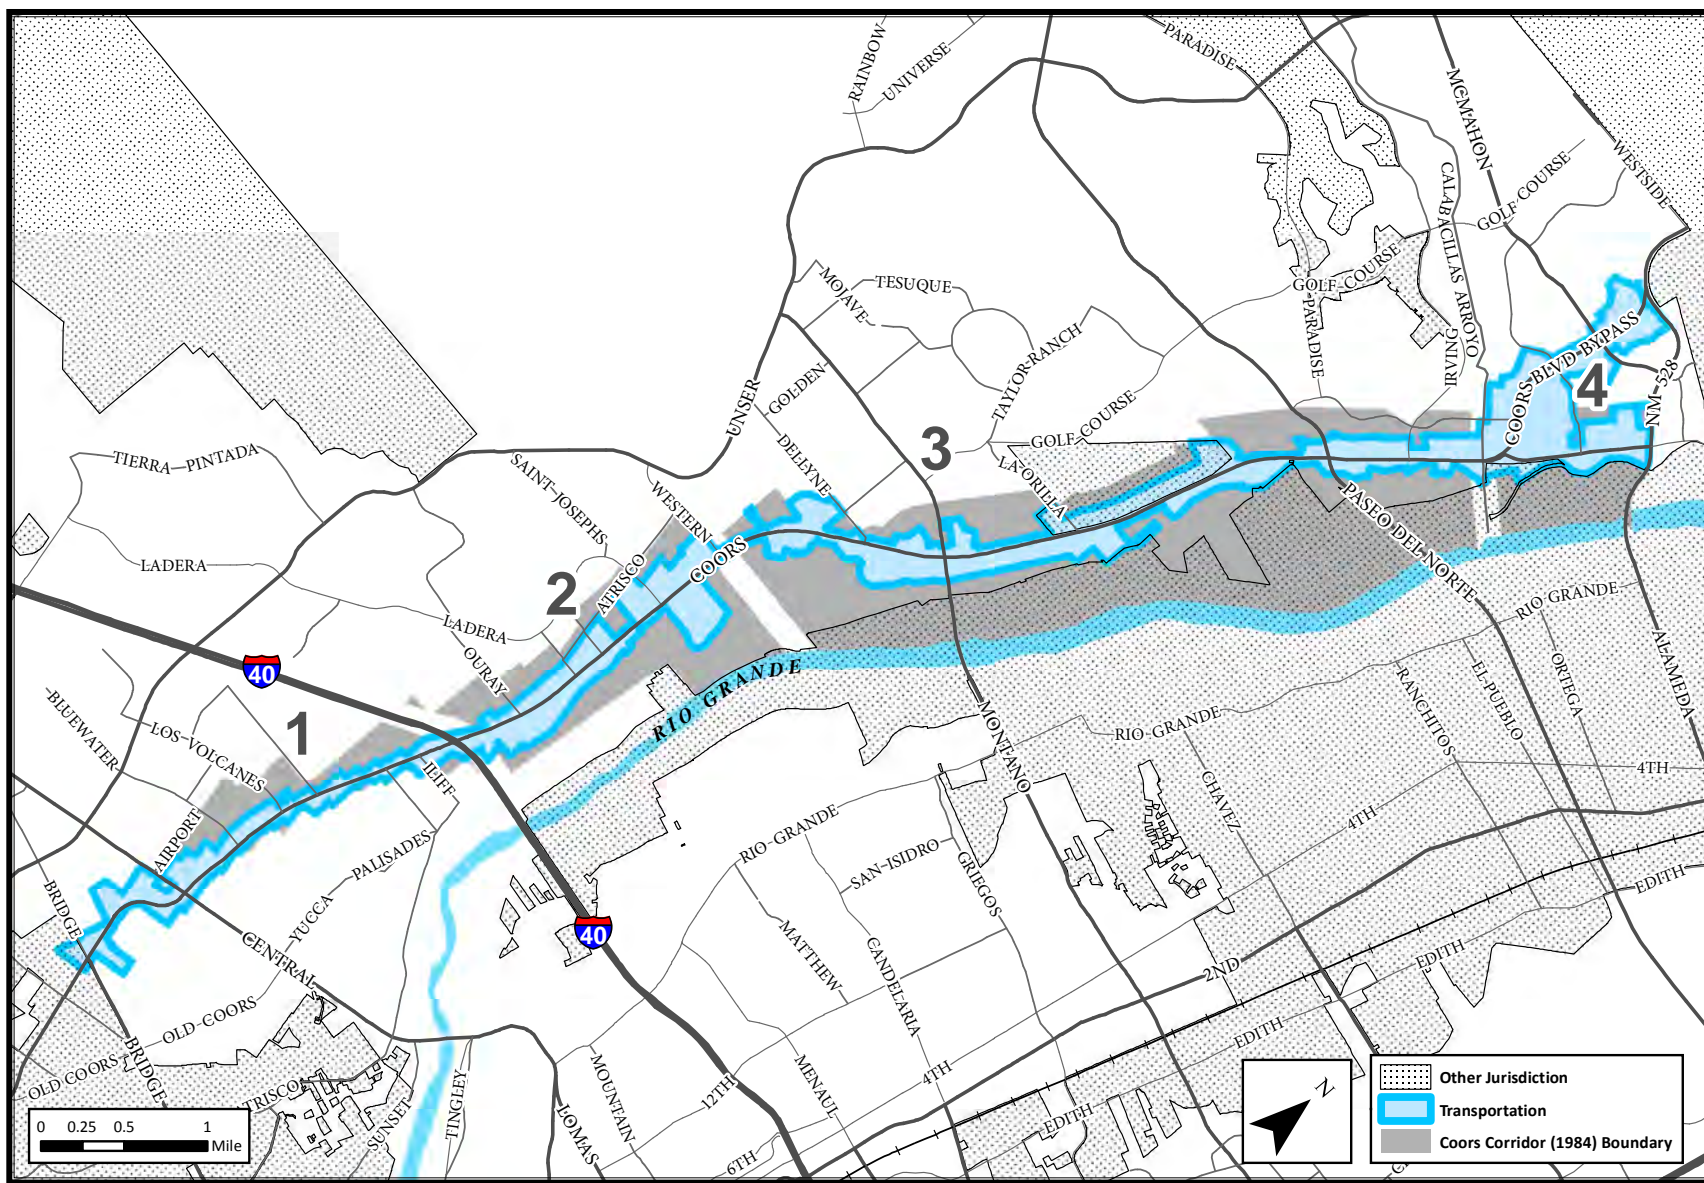 RAINBOW
UNIVERSE
PARADISE
MCMAHON
WESTSIDE
CALABACILLAS ARROYO
GOLF COURSE
GOLF COURSE
PARADISE
IRVING
COORS BLVD BYPASS
4
NM 528
TESUQUE
MOJAVE
TAYLOR RANCH
GOLDEN
UNSER
DELLYNE
3
GOLF COURSE
LA ORIELA
TIERRA PINTADA
SAINT JOSEPHS
WESTERN
COORS
ATRISCO
2
LADERA
LADERA
OURAY
PASEO DEL NORTE
RIO GRANDE
40
BLUEWATER
LOS VOLCANES
1
ILIFF
RIO GRANDE
MONTANO
RIO GRANDE
RANCHITOS
EL PUEBLO
ORTEGA
ALAMEDA
4TH
AIRPORT
PALISADES
YUCCA
BRIDGE
CENTRAL
RIO GRANDE
SAN ISIDRO
GRIEGOS
CHAVEZ
4TH
EDITH
40
MATTHEW
CANDELARIA
2ND
EDITH
EDITH
OLD COORS
OLD COORS
BRIDGE
TRISCO
SUNSET
TINGLEY
LOMAS
MOUNTAIN
12TH
MENAUL
4TH
6TH
EDITH
0 0.25 0.5 1
Mile
N
Other Jurisdiction
Transportation
Coors Corridor (1984) Boundary